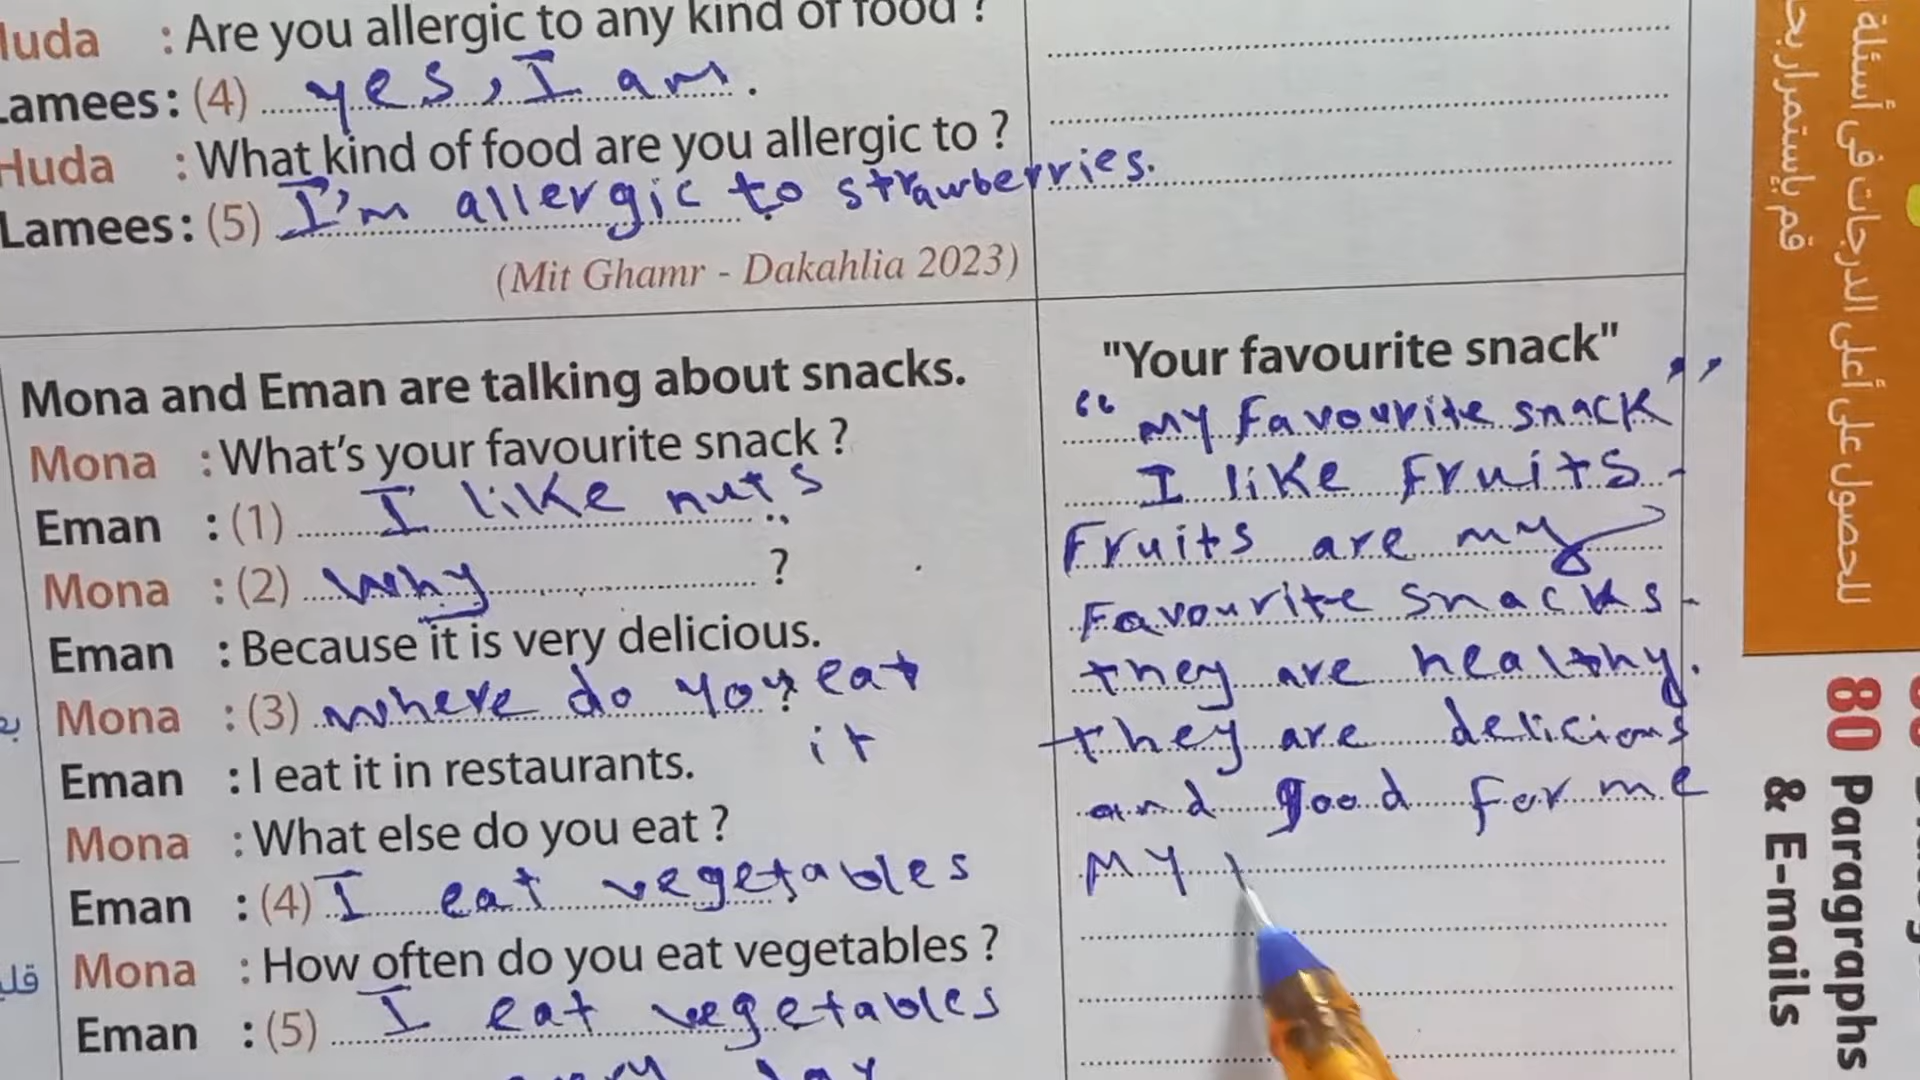 Huda : Are you allergic to any kind of food ?
Lamees : (4) yes, I am.
Huda : What kind of food are you allergic to ?
Lamees : (5) I'm allergic to strawberries.
(Mit Ghamr - Dakahlia 2023)
Mona and Eman are talking about snacks.
Mona : What's your favourite snack ?
Eman : (1) I like nuts.
Mona : (2) Why ?
Eman : Because it is very delicious.
Mona : (3) where do you eat
it ?
Eman : I eat it in restaurants.
Mona : What else do you eat ?
Eman : (4) I eat vegetables
Mona : How often do you eat vegetables ?
Eman : (5) I eat vegetables
every day
"Your favourite snack"
"My favourite snack"
I like fruits.
Fruits are my
Favourite snacks.
they are healthy.
they are delicious
and good for me
My
للحصول على أعلى الدرجات فى أسئلة
قم بإستمرار
80 Paragraphs
& E-mails